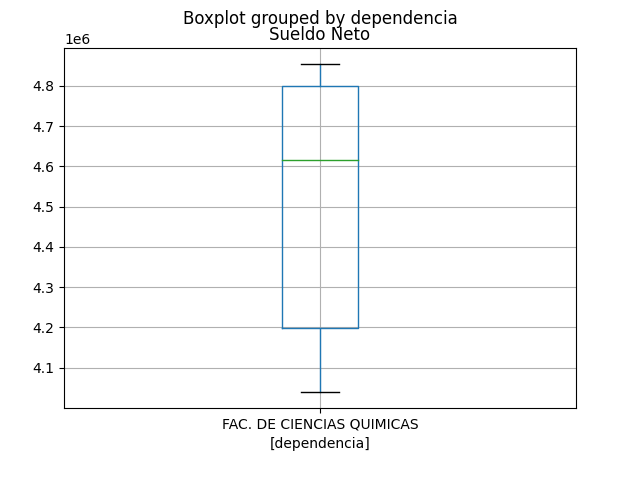 Boxplot grouped by dependencia
Sueldo Neto
1e6
4.8
4.7
4.6
4.5
4.4
4.3
4.2
4.1
FAC. DE CIENCIAS QUIMICAS
[dependencia]